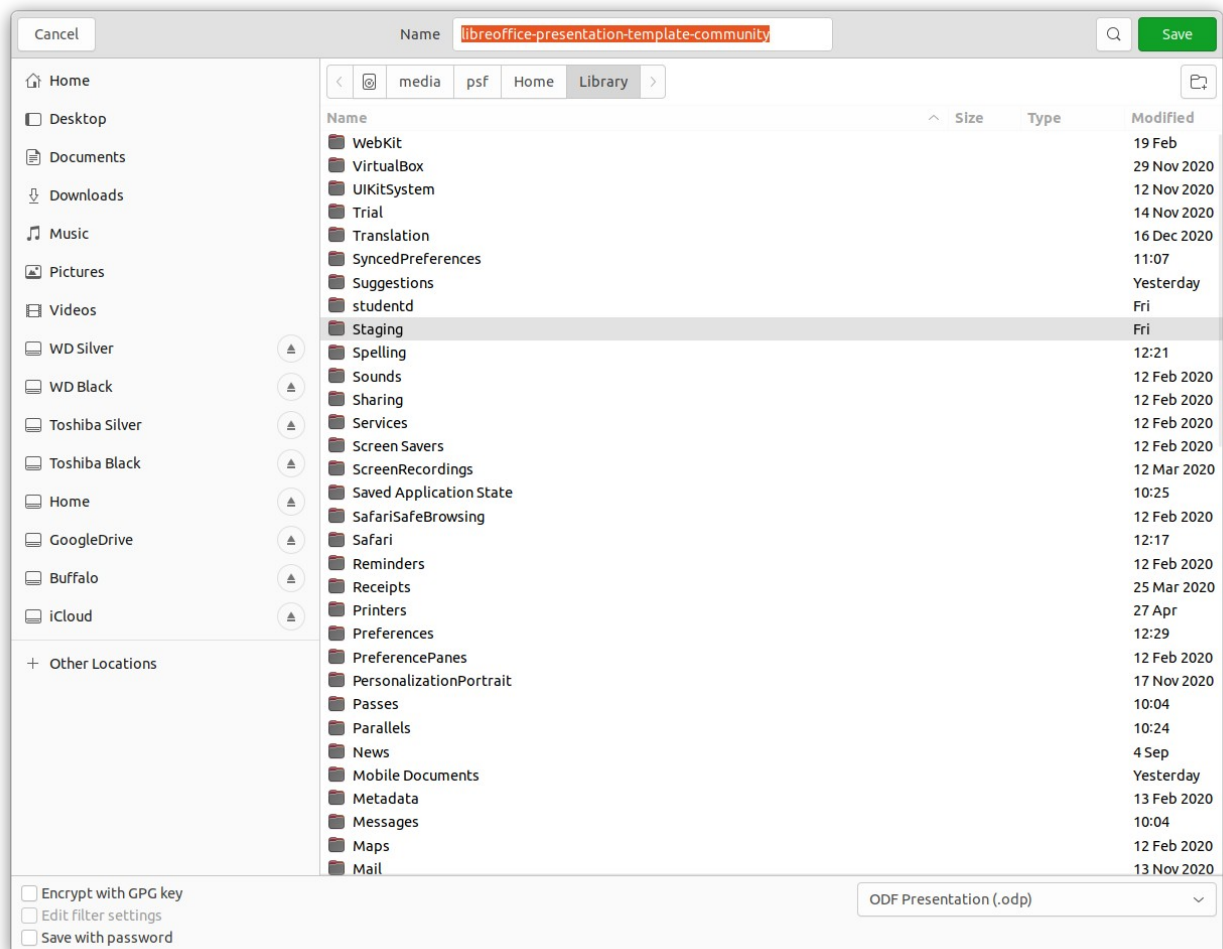 Cancel Name libreoffice-presentation-template-community Save
Home
Desktop
Documents
Downloads
Music
Pictures
Videos
WD Silver
WD Black
Toshiba Silver
Toshiba Black
Home
GoogleDrive
Buffalo
iCloud
+ Other Locations
media psf Home Library
Name Size Type Modified
WebKit 19 Feb
VirtualBox 29 Nov 2020
UIKitSystem 12 Nov 2020
Trial 14 Nov 2020
Translation 16 Dec 2020
SyncedPreferences 11:07
Suggestions Yesterday
studentd Fri
Staging Fri
Spelling 12:21
Sounds 12 Feb 2020
Sharing 12 Feb 2020
Services 12 Feb 2020
Screen Savers 12 Feb 2020
ScreenRecordings 12 Mar 2020
Saved Application State 10:25
SafariSafeBrowsing 12 Feb 2020
Safari 12:17
Reminders 12 Feb 2020
Receipts 25 Mar 2020
Printers 27 Apr
Preferences 12:29
PreferencePanes 12 Feb 2020
PersonalizationPortrait 17 Nov 2020
Passes 10:04
Parallels 10:24
News 4 Sep
Mobile Documents Yesterday
Metadata 13 Feb 2020
Messages 10:04
Maps 12 Feb 2020
Mail 13 Nov 2020
Encrypt with GPG key
Edit filter settings
Save with password
ODF Presentation (.odp)